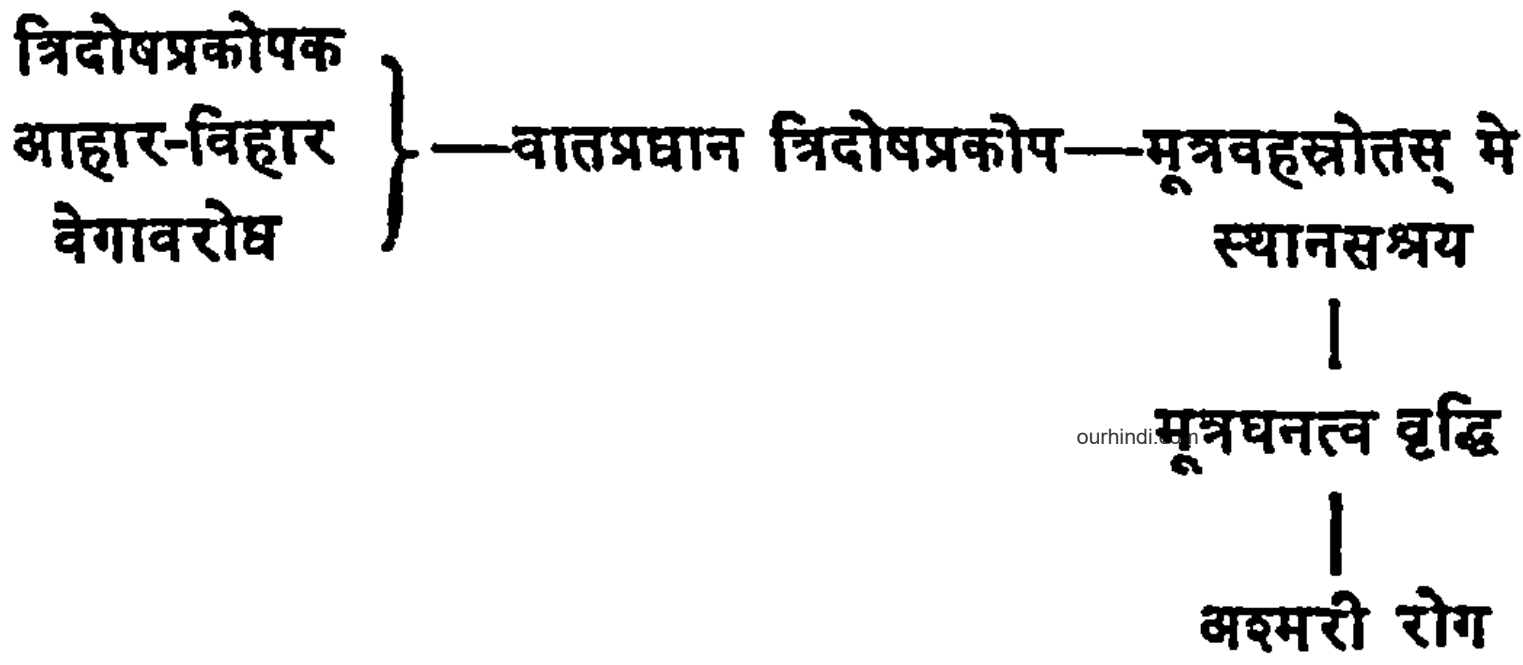 त्रिदोषप्रकोपक
आहार-विहार
वेगावरोध
वातप्रधान त्रिदोषप्रकोप
मूत्रवहस्रोतस् मे
स्थानसश्रय
मूत्रघनत्व वृद्धि
ourhindi.com
अश्मरी रोग